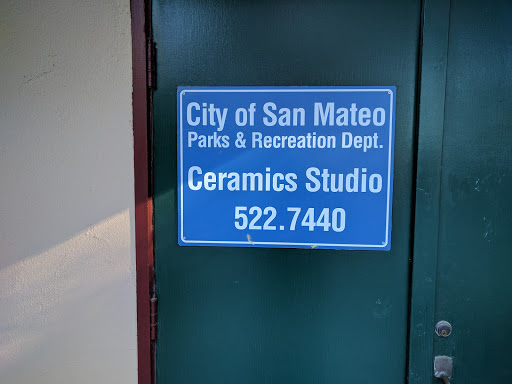 City of San Mateo
Parks & Recreation Dept.
Ceramics Studio
522.7440